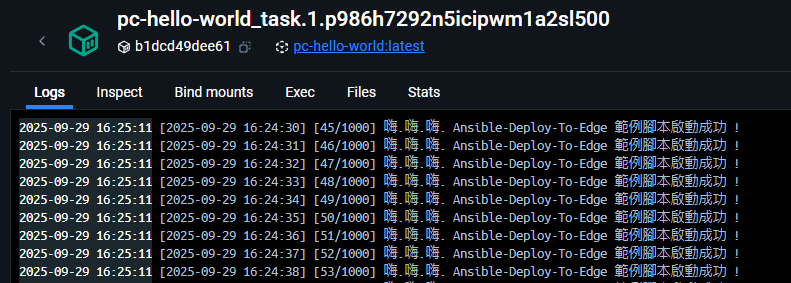 pc-hello-world_task.1.p986h7292n5icipwm1a2sl500
b1dcd49dee61 pc-hello-world:latest
Logs Inspect Bind mounts Exec Files Stats
2025-09-29 16:25:11 [2025-09-29 16:24:30] [45/1000] 嗨.嗨.嗨. Ansible-Deploy-To-Edge 範例腳本啟動成功 !
2025-09-29 16:25:11 [2025-09-29 16:24:31] [46/1000] 嗨.嗨.嗨. Ansible-Deploy-To-Edge 範例腳本啟動成功 !
2025-09-29 16:25:11 [2025-09-29 16:24:32] [47/1000] 嗨.嗨.嗨. Ansible-Deploy-To-Edge 範例腳本啟動成功 !
2025-09-29 16:25:11 [2025-09-29 16:24:33] [48/1000] 嗨.嗨.嗨. Ansible-Deploy-To-Edge 範例腳本啟動成功 !
2025-09-29 16:25:11 [2025-09-29 16:24:34] [49/1000] 嗨.嗨.嗨. Ansible-Deploy-To-Edge 範例腳本啟動成功 !
2025-09-29 16:25:11 [2025-09-29 16:24:35] [50/1000] 嗨.嗨.嗨. Ansible-Deploy-To-Edge 範例腳本啟動成功 !
2025-09-29 16:25:11 [2025-09-29 16:24:36] [51/1000] 嗨.嗨.嗨. Ansible-Deploy-To-Edge 範例腳本啟動成功 !
2025-09-29 16:25:11 [2025-09-29 16:24:37] [52/1000] 嗨.嗨.嗨. Ansible-Deploy-To-Edge 範例腳本啟動成功 !
2025-09-29 16:25:11 [2025-09-29 16:24:38] [53/1000] 嗨.嗨.嗨. Ansible-Deploy-To-Edge 範例腳本啟動成功 !